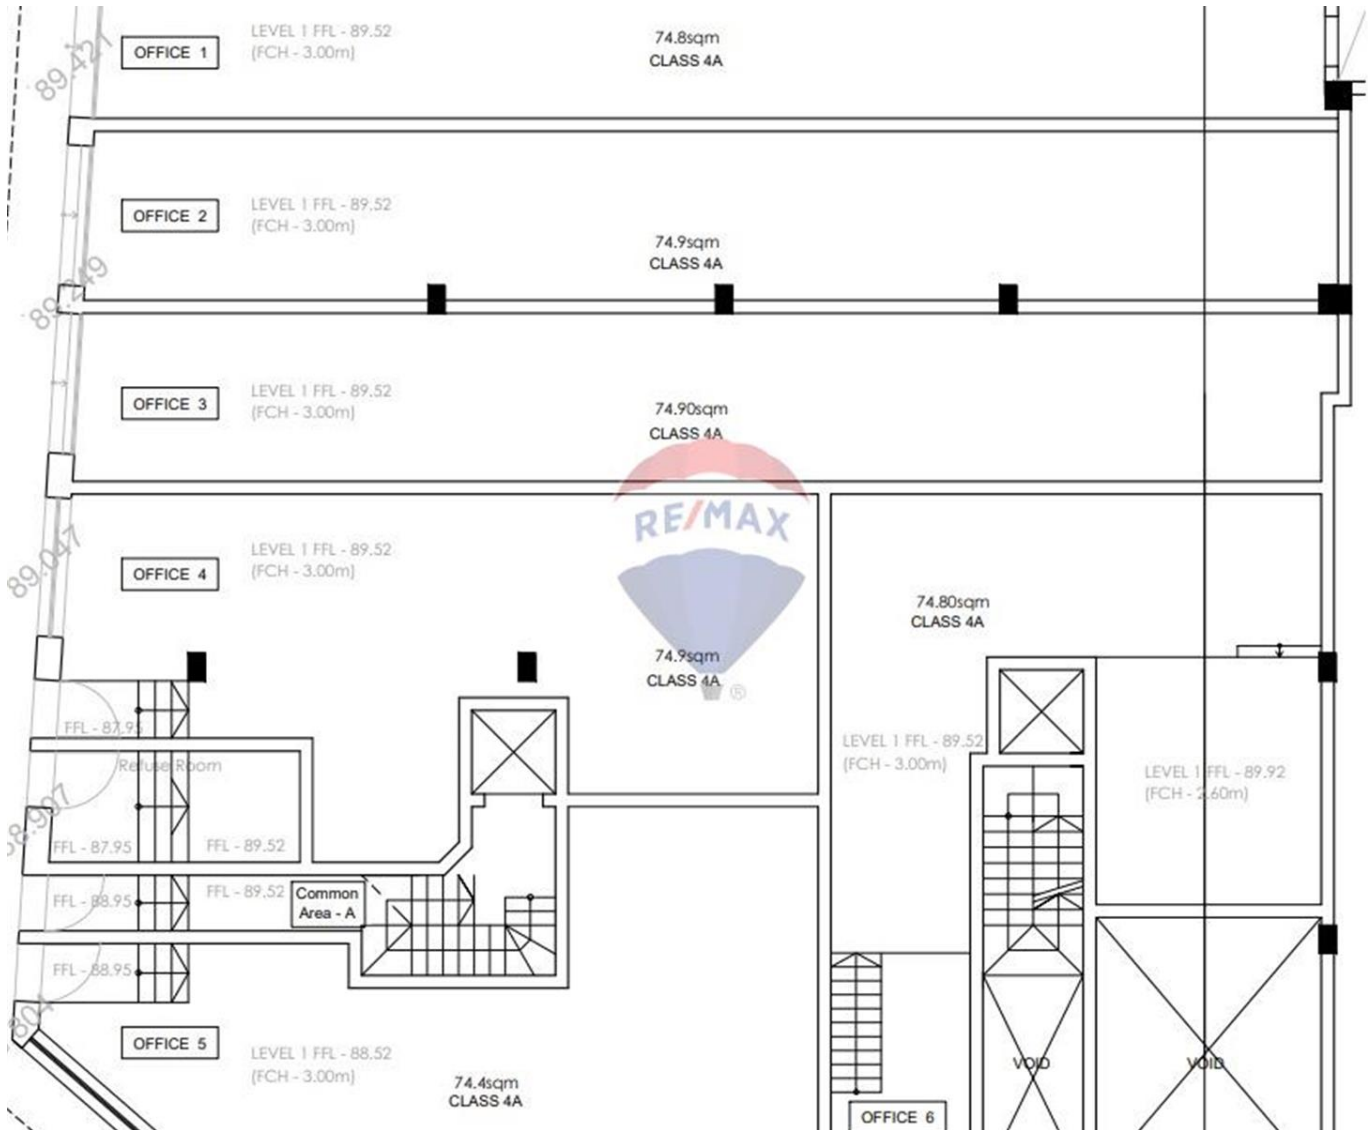 89.421
OFFICE 1
LEVEL 1 FFL - 89.52
(FCH - 3.00m)
74.8sqm
CLASS 4A
OFFICE 2
LEVEL 1 FFL - 89.52
(FCH - 3.00m)
74.9sqm
CLASS 4A
89.249
OFFICE 3
LEVEL 1 FFL - 89.52
(FCH - 3.00m)
74.90sqm
CLASS 4A
RE/MAX
®
89.047
OFFICE 4
LEVEL 1 FFL - 89.52
(FCH - 3.00m)
74.9sqm
CLASS 4A
74.80sqm
CLASS 4A
FFL - 87.95
Refuse Room
LEVEL 1 FFL - 89.52
(FCH - 3.00m)
LEVEL 1 FFL - 89.92
(FCH - 2.60m)
FFL - 87.95
FFL - 89.52
FFL - 88.95
FFL - 89.52
Common
Area - A
FFL - 88.95
OFFICE 5
LEVEL 1 FFL - 88.52
(FCH - 3.00m)
74.4sqm
CLASS 4A
VOID
VOID
OFFICE 6